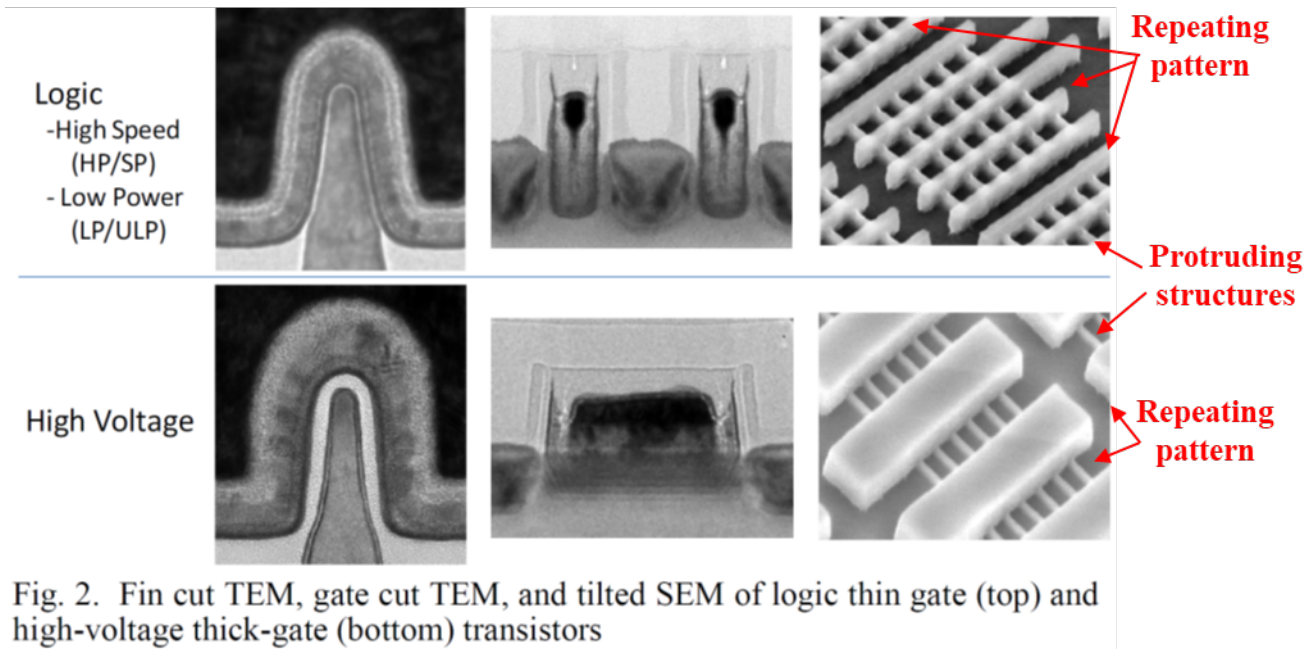 Logic
-High Speed
(HP/SP)
- Low Power
(LP/ULP)
Repeating
pattern
Protruding
structures
High Voltage
Repeating
pattern
Fig. 2. Fin cut TEM, gate cut TEM, and tilted SEM of logic thin gate (top) and
high-voltage thick-gate (bottom) transistors